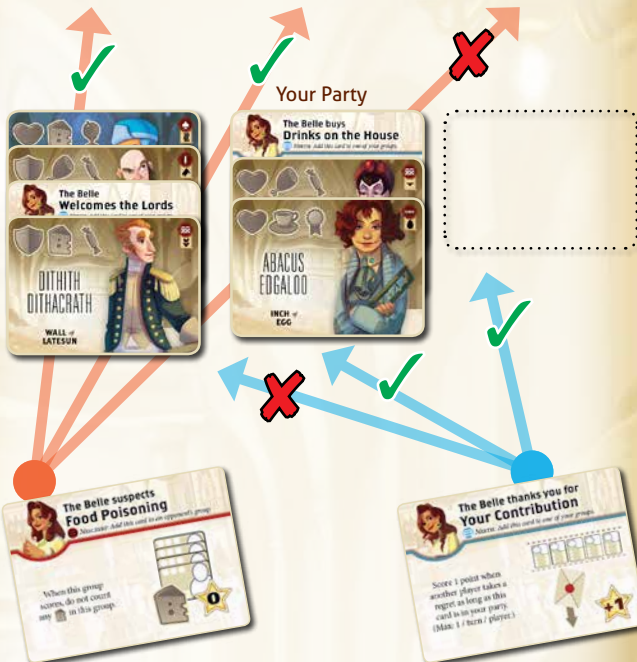 Your Party
The Belle buys
Drinks on the House
Neutral: Add this card to one of your groups.
The Belle
Welcomes the Lords
DITHITH
DITHACRATH
WALL of
LATESUN
ABACUS
EDGALOO
INCH of
EGG
The Belle suspects
Food Poisoning
Add this card to an opponent's group
When this group
scores, do not count
any in this group.
0
The Belle thanks you for
Your Contribution
Add this card to one of your groups.
Score 1 point when
another player takes a
regret as long as this
card is in your party.
(Max: 1 / turn / player.)
+1